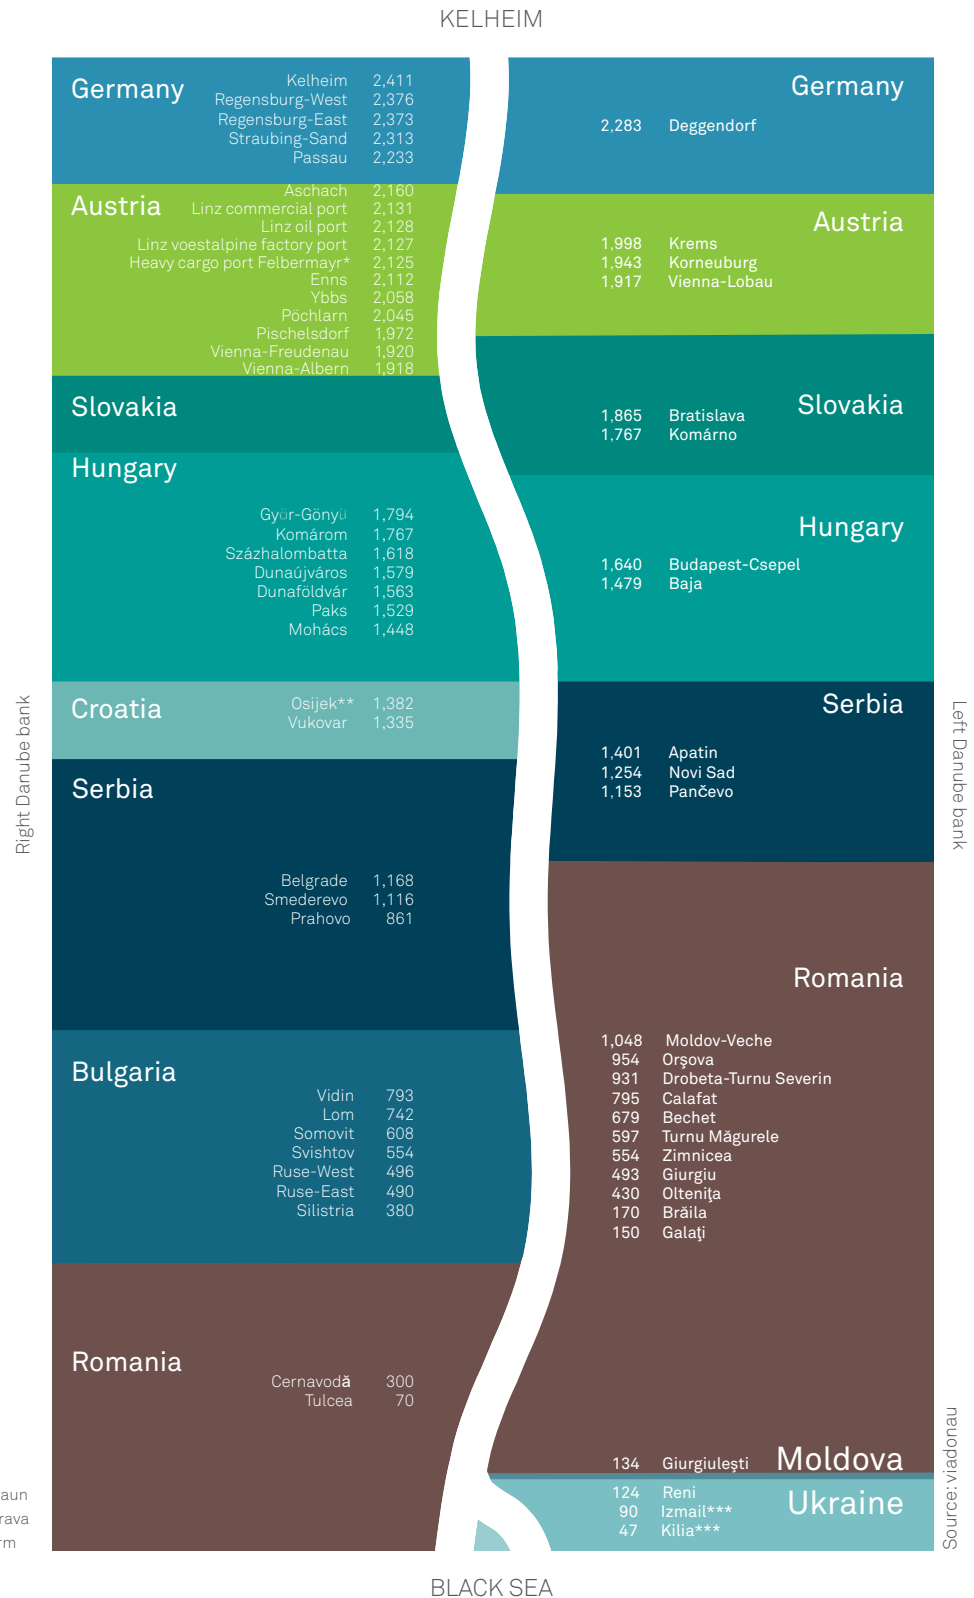 KELHEIM
Germany
Kelheim 2,411
Regensburg-West 2,376
Regensburg-East 2,373
Straubing-Sand 2,313
Passau 2,233
Austria
Aschach 2,160
Linz commercial port 2,131
Linz oil port 2,128
Linz voestalpine factory port 2,127
Heavy cargo port Felbermayr* 2,125
Enns 2,112
Ybbs 2,058
Pöchlarn 2,045
Pischelsdorf 1,972
Vienna-Freudenau 1,920
Vienna-Albern 1,918
Slovakia
Hungary
Györ-Gönyü 1,794
Komárom 1,767
Százhalombatta 1,618
Dunaújváros 1,579
Dunaföldvár 1,563
Paks 1,529
Mohács 1,448
Croatia
Osijek** 1,382
Vukovar 1,335
Serbia
Belgrade 1,168
Smederevo 1,116
Prahovo 861
Bulgaria
Vidin 793
Lom 742
Somovit 608
Svishtov 554
Ruse-West 496
Ruse-East 490
Silistria 380
Romania
Cernavodă 300
Tulcea 70
Right Danube bank
Germany
2,283 Deggendorf
Austria
1,998 Krems
1,943 Korneuburg
1,917 Vienna-Lobau
Slovakia
1,865 Bratislava
1,767 Komárno
Hungary
1,640 Budapest-Csepel
1,479 Baja
Serbia
1,401 Apatin
1,254 Novi Sad
1,153 Pančevo
Romania
1,048 Moldov-Veche
954 Orşova
931 Drobeta-Turnu Severin
795 Calafat
679 Bechet
597 Turnu Măgurele
554 Zimnicea
493 Giurgiu
430 Olteniţa
170 Brăila
150 Galaţi
Moldova
134 Giurgiuleşti
Ukraine
124 Reni
90 Izmail***
47 Kilia***
Left Danube bank
Source: viadonau
raun
rava
rm
BLACK SEA